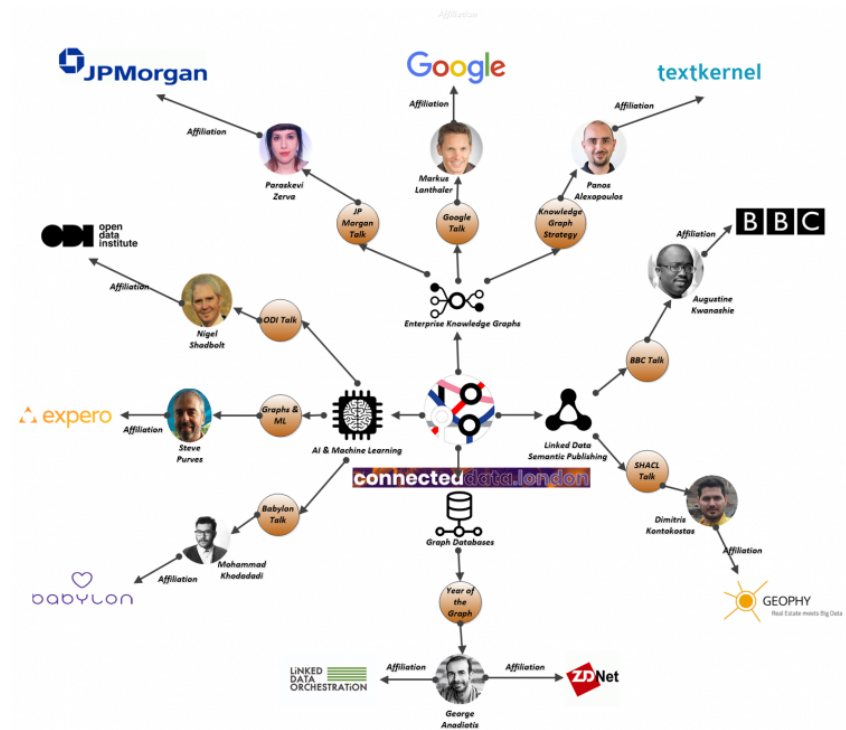 Affiliation
JPMorgan
Google
textkernel
Affiliation
Affiliation
Affiliation
Paraskevi
Zerva
Markus
Lanthaler
Panos
Alexopoulos
JP
Morgan
Talk
Google
Talk
Knowledge
Graph
Strategy
ODI
open
data
institute
Affiliation
BBC
Affiliation
Augustine
Kwanashie
Enterprise Knowledge Graphs
Nigel
Shadbolt
ODI Talk
BBC Talk
expero
Affiliation
Steve
Purves
Graphs &
ML
AI & Machine Learning
Linked Data
Semantic Publishing
connecteddata.london
SHACL
Talk
Babylon
Talk
Graph Databases
Dimitris
Kontokostas
Affiliation
Mohammad
Khodadadi
Affiliation
babylon
Year of
the
Graph
GEOPHY
Real Estate meets Big Data
LINKED
DATA
ORCHESTRATION
Affiliation
Affiliation
ZDNet
George
Anadiotis